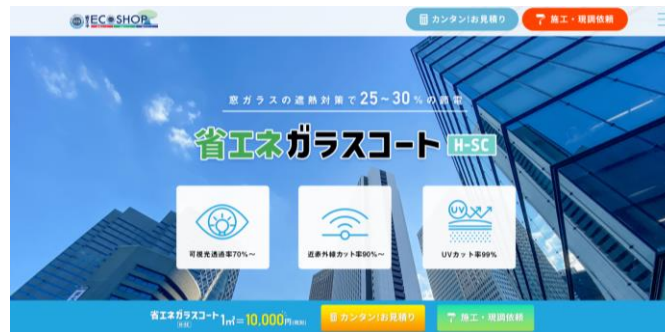 ECOSHOP
カンタン!お見積り
施工・現調依頼
窓ガラスの遮熱対策で25~30%の節電
省エネガラスコート H-SC
可視光透過率70%~
近赤外線カット率90%~
UV
UVカット率99%
省エネガラスコート 1㎡=10,000円(税別)
H-SC
カンタン!お見積り
施工・現調依頼